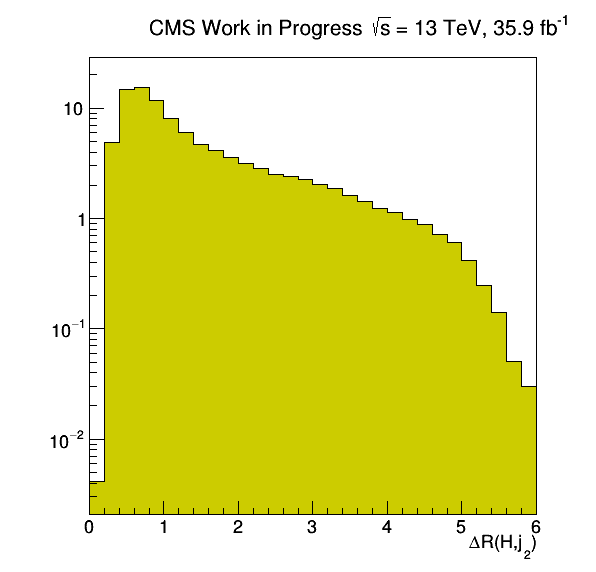 CMS Work in Progress √s = 13 TeV, 35.9 fb⁻¹
10
1
10⁻¹
10⁻²
0 1 2 3 4 5 6
ΔR(H,j₂)